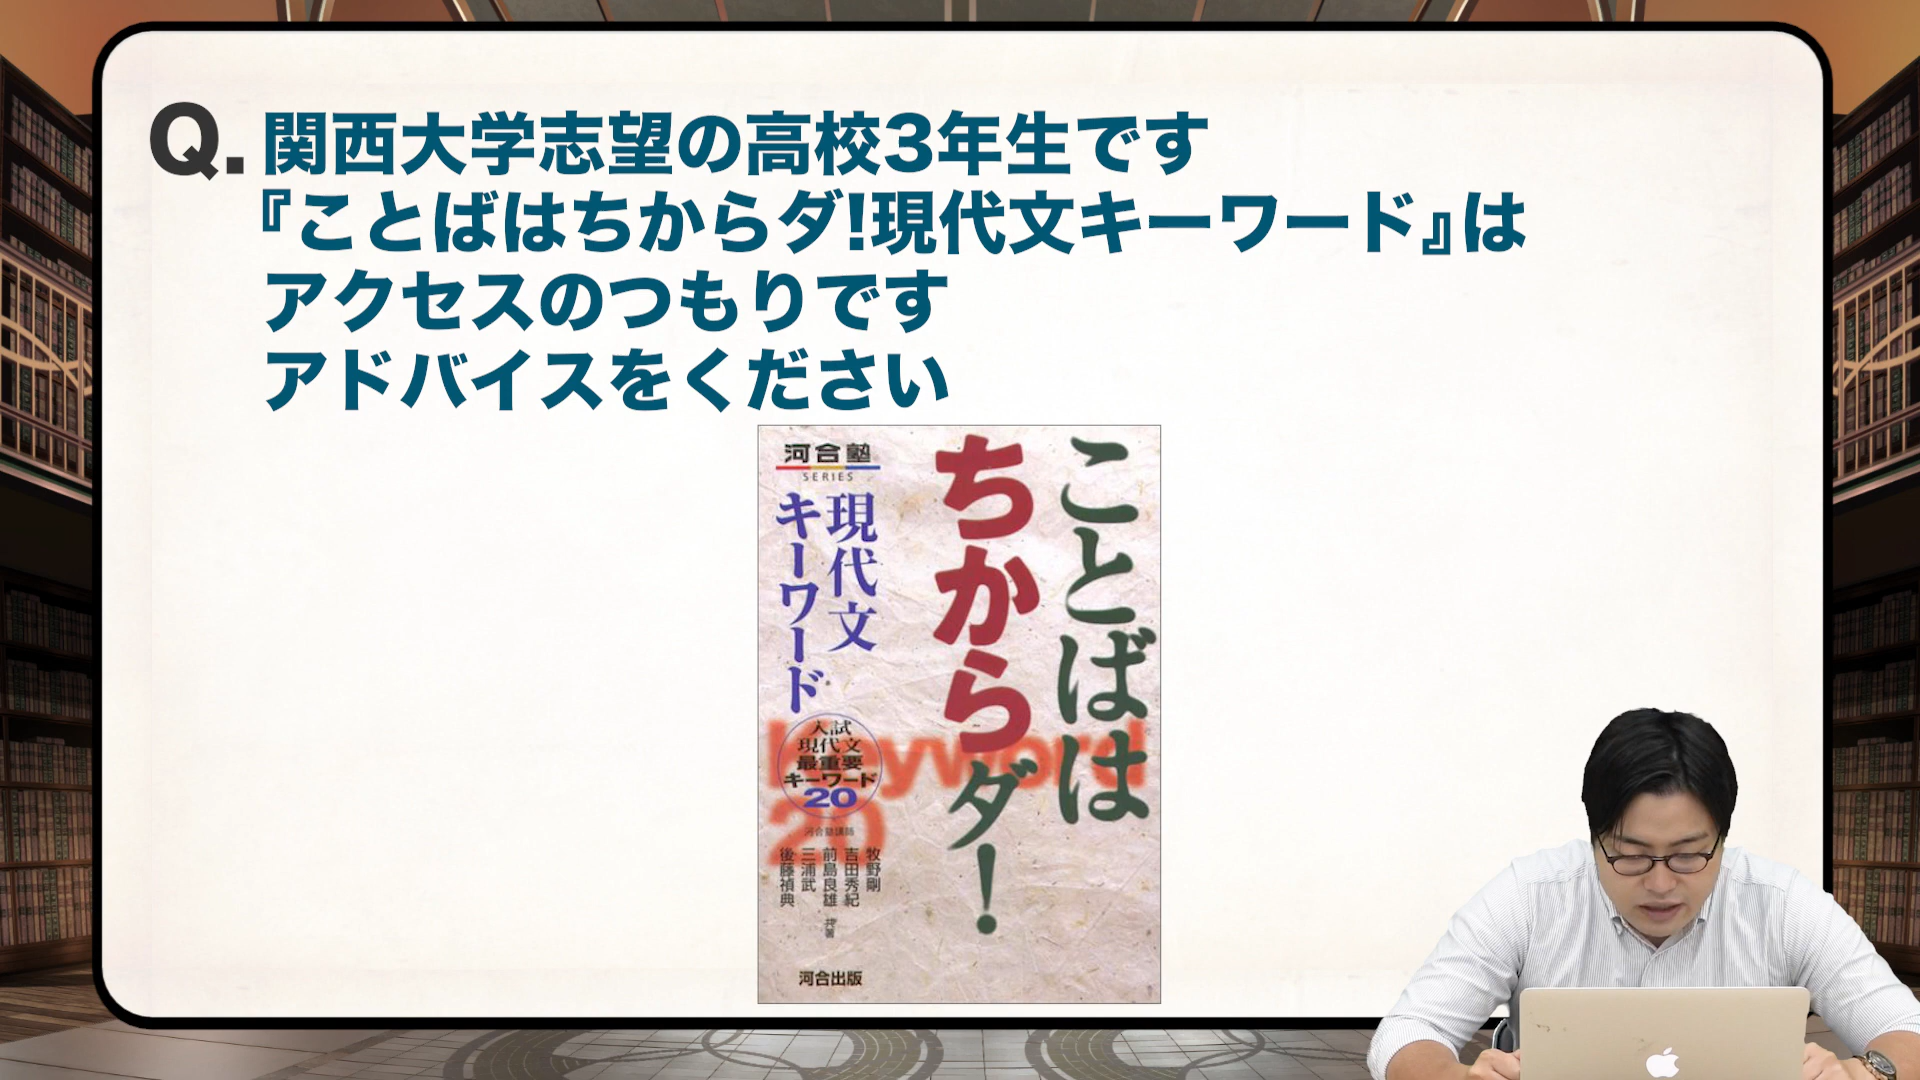 Q. 関西大学志望の高校3年生です
『ことばはちからダ!現代文キーワード』は
アクセスのつもりです
アドバイスをください
ことばは
ちからダ!
河合塾
SERIES
現代文
キーワード
keyword
20
入試
現代文
最重要
キーワード
20
河合塾講師
牧野剛
吉田秀紀
前島良雄
三浦武
後藤禎典
共著
河合出版